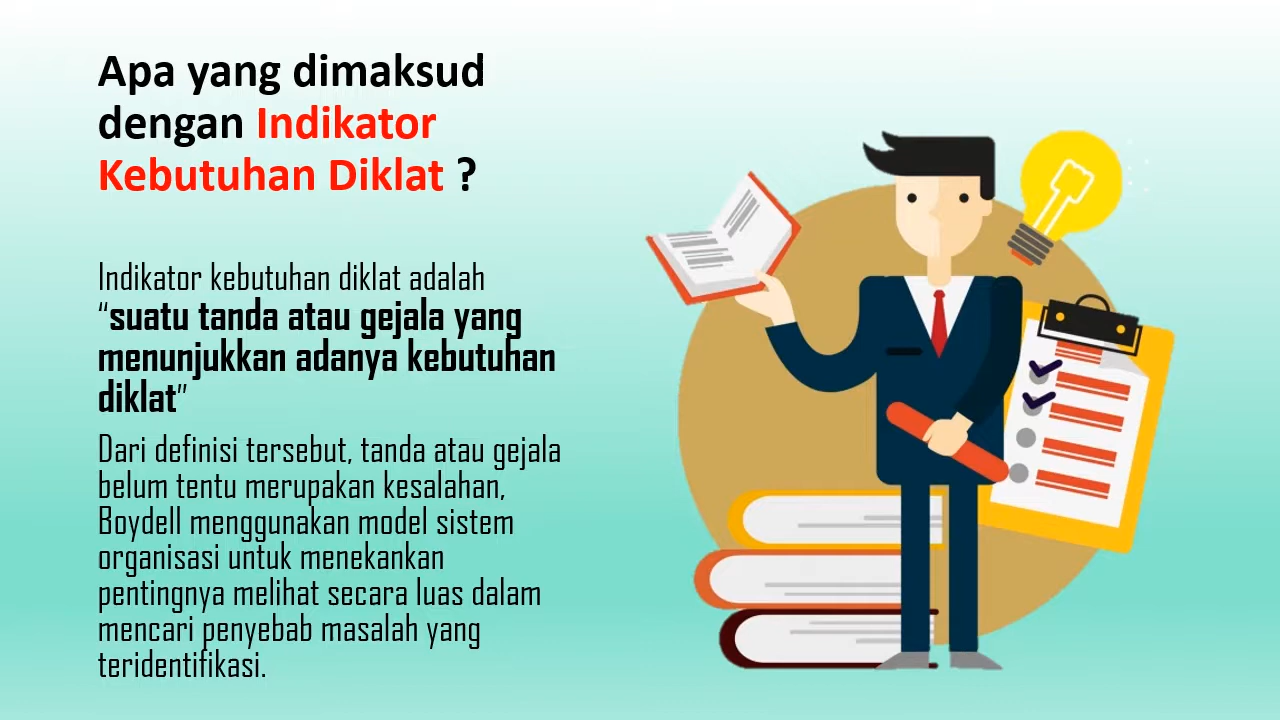 Apa yang dimaksud
dengan Indikator
Kebutuhan Diklat ?
Indikator kebutuhan diklat adalah
“suatu tanda atau gejala yang
menunjukkan adanya kebutuhan
diklat”
Dari definisi tersebut, tanda atau gejala
belum tentu merupakan kesalahan,
Boydell menggunakan model sistem
organisasi untuk menekankan
pentingnya melihat secara luas dalam
mencari penyebab masalah yang
teridentifikasi.